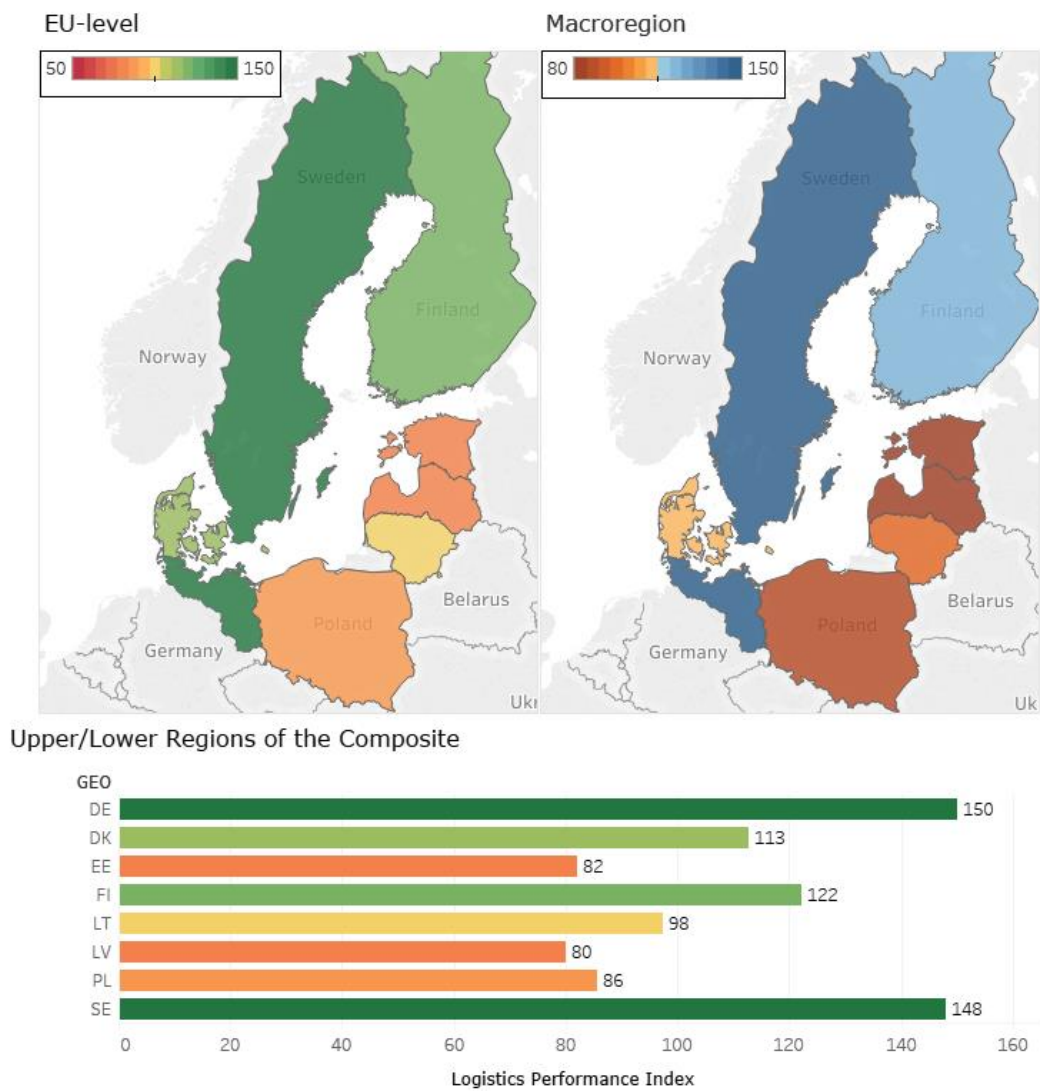 EU-level
50 150
Sweden
Finland
Norway
Belarus
Poland
Germany
Ukr
Macroregion
80 150
Sweden
Finland
Norway
Belarus
Poland
Germany
Uk
Upper/Lower Regions of the Composite
GEO
DE 150
DK 113
EE 82
FI 122
LT 98
LV 80
PL 86
SE 148
0 20 40 60 80 100 120 140 160
Logistics Performance Index